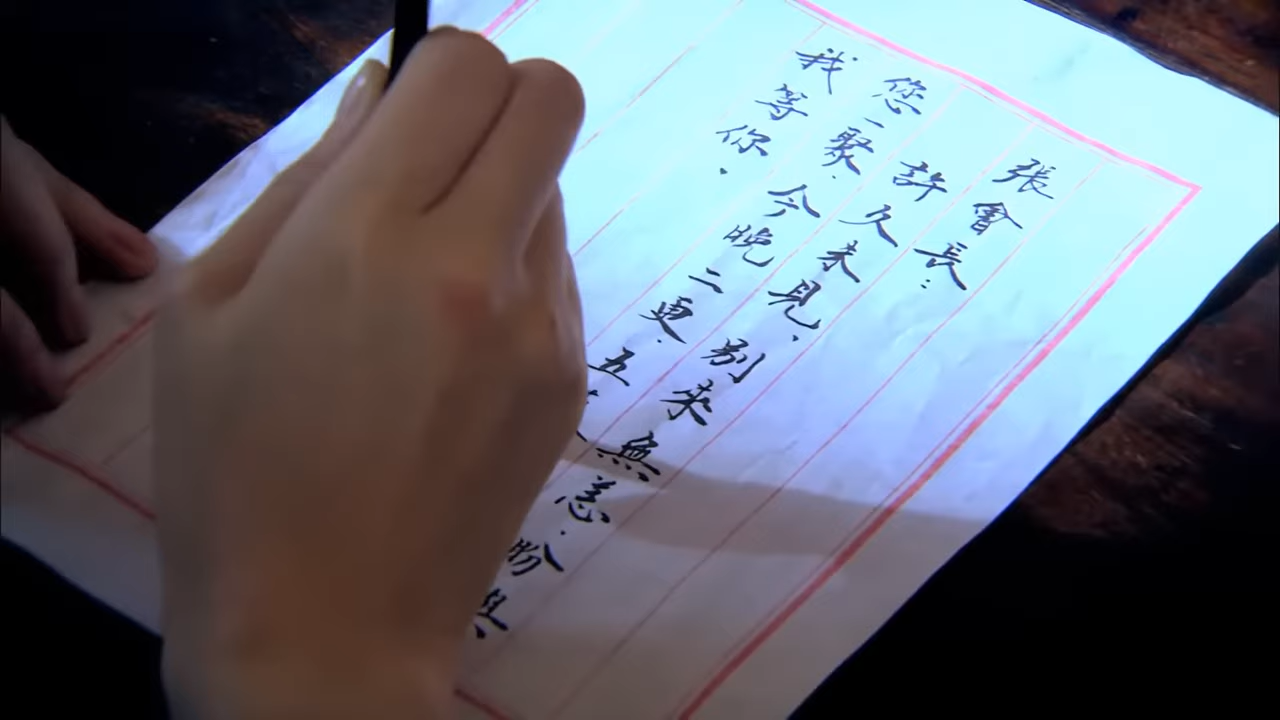 張會長：
許久未見，別來無恙．盼與
您一聚．今晚二更．五
我等你．